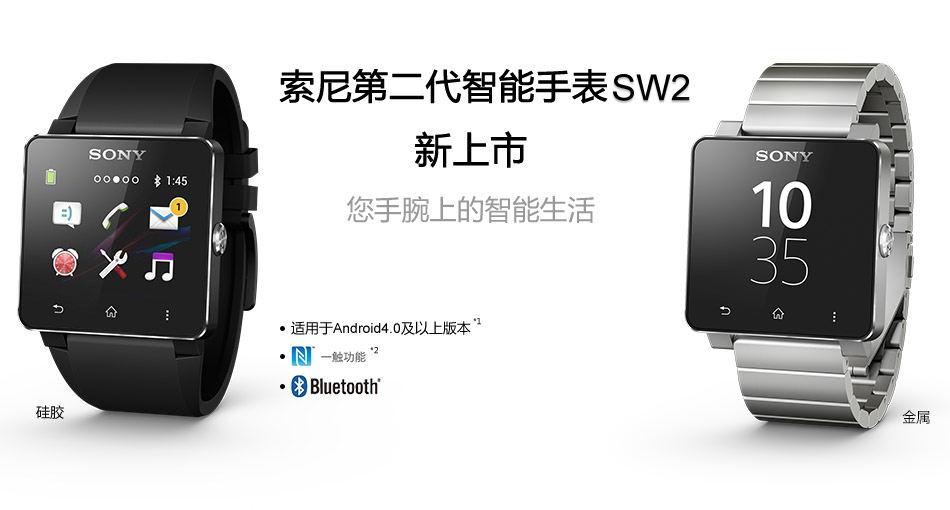 索尼第二代智能手表SW2
新上市
您手腕上的智能生活
SONY
1:45
1
SONY
10
35
• 适用于Android4.0及以上版本*1
• N 一触功能 *2
• Bluetooth®
硅胶
金属